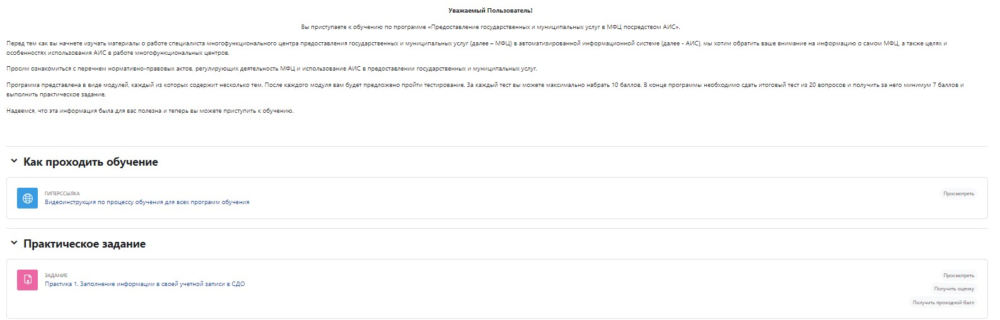 Уважаемый Пользователь!
Вы приступаете к обучению по программе «Предоставление государственных и муниципальных услуг в МФЦ посредством АИС».
Перед тем как вы начнете изучать материалы о работе специалиста многофункционального центра предоставления государственных и муниципальных услуг (далее – МФЦ) в автоматизированной информационной системе (далее - АИС), мы хотим обратить ваше внимание на информацию о самом МФЦ, а также целях и
особенностях использования АИС в работе многофункциональных центров.
Просим ознакомиться с перечнем нормативно-правовых актов, регулирующих деятельность МФЦ и использование АИС в предоставлении государственных и муниципальных услуг.
Программа представлена в виде модулей, каждый из которых содержит несколько тем. После каждого модуля вам будет предложено пройти тестирование. За каждый тест вы можете максимально набрать 10 баллов. В конце программы необходимо сдать итоговый тест из 20 вопросов и получить за него минимум 7 баллов и
выполнить практическое задание.
Надеемся, что эта информация была для вас полезна и теперь вы можете приступить к обучению.
Как проходить обучение
ГИПЕРССЫЛКА
Просмотреть
Видеоинструкция по процессу обучения для всех программ обучения
Практическое задание
ЗАДАНИЕ
Просмотреть
Практика 1. Заполнение информации в своей учетной записи в СДО
Получить оценку
Получить проходной балл